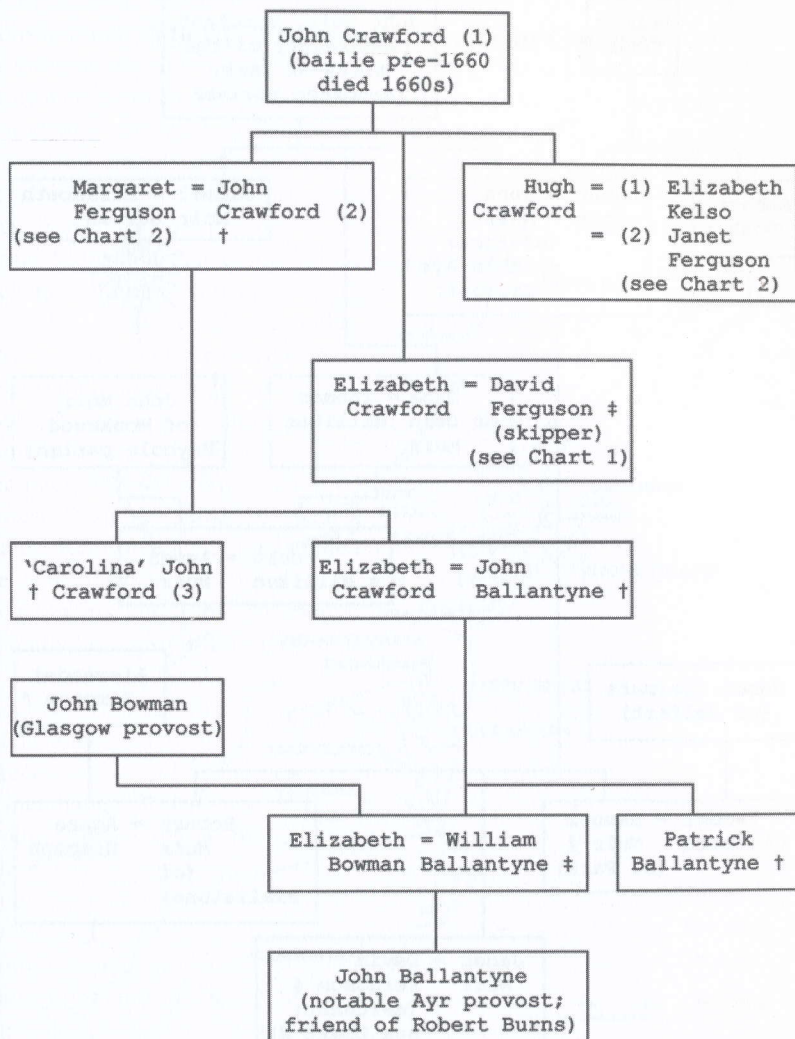 John Crawford (1)
(bailie pre-1660
died 1660s)
Margaret = John
Ferguson Crawford (2)
(see Chart 2) †
Hugh = (1) Elizabeth
Crawford Kelso
= (2) Janet
Ferguson
(see Chart 2)
Elizabeth = David
Crawford Ferguson ‡
(skipper)
(see Chart 1)
‘Carolina’ John
† Crawford (3)
Elizabeth = John
Crawford Ballantyne †
John Bowman
(Glasgow provost)
Elizabeth = William
Bowman Ballantyne ‡
Patrick
Ballantyne †
John Ballantyne
(notable Ayr provost;
friend of Robert Burns)